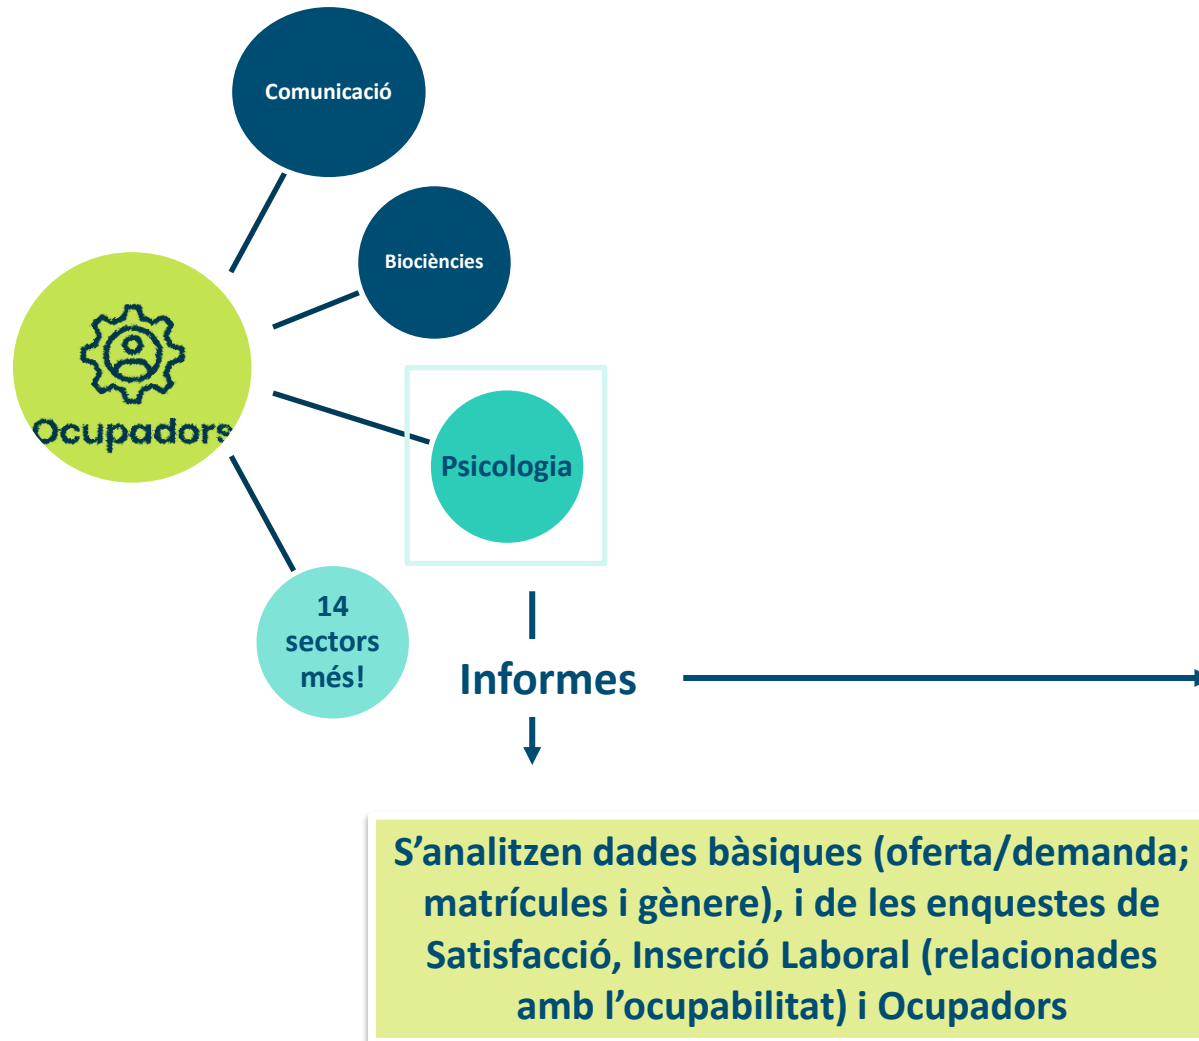 Comunicació
Biociències
Ocupadors
Psicologia
14
sectors
més!
Informes
S’analitzen dades bàsiques (oferta/demanda;
matrícules i gènere), i de les enquestes de
Satisfacció, Inserció Laboral (relacionades
amb l’ocupabilitat) i Ocupadors